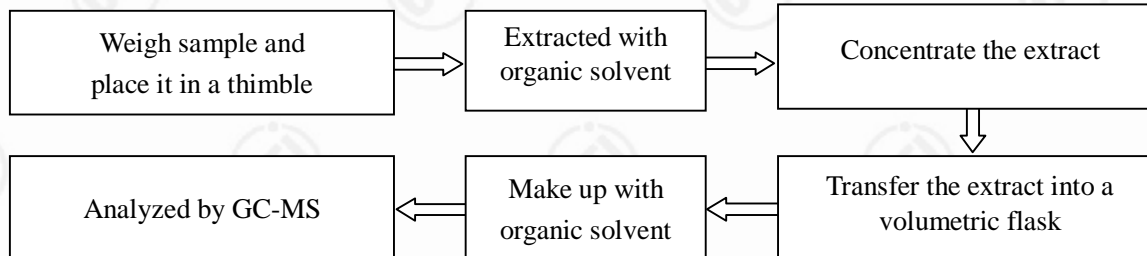 Weigh sample and
place it in a thimble
Extracted with
organic solvent
Concentrate the extract
Transfer the extract into a
volumetric flask
Make up with
organic solvent
Analyzed by GC-MS